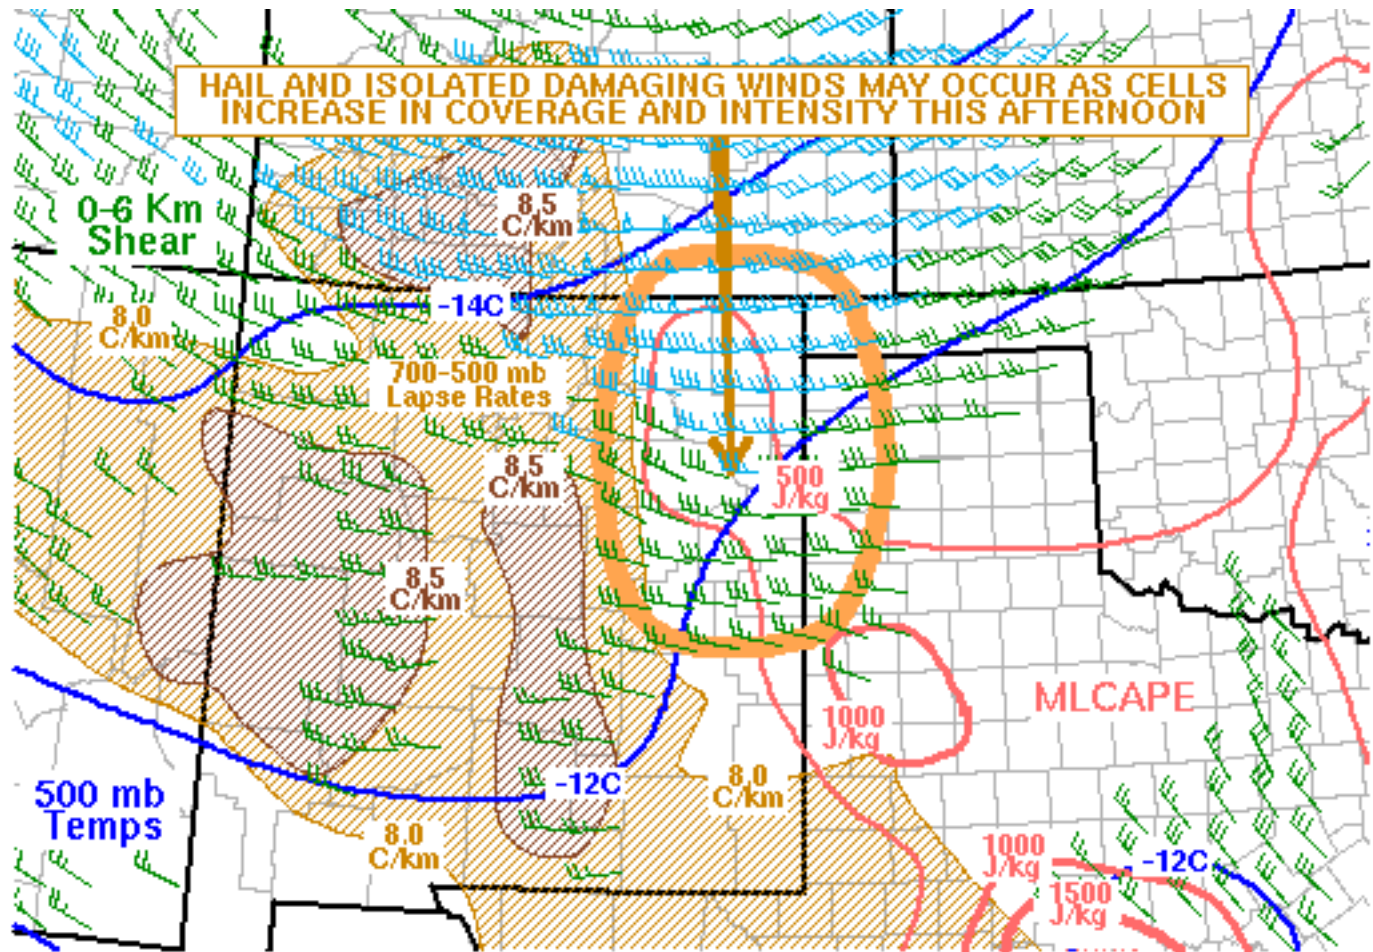 HAIL AND ISOLATED DAMAGING WINDS MAY OCCUR AS CELLS
INCREASE IN COVERAGE AND INTENSITY THIS AFTERNOON
0-6 Km
Shear
8.5
C/km
-14C
8.0
C/km
700-500 mb
Lapse Rates
8.5
C/km
500
J/kg
8.5
C/km
MLCAPE
1000
J/kg
500 mb
Temps
-12C
8.0
C/km
8.0
C/km
1000
J/kg
-12C
1500
J/kg